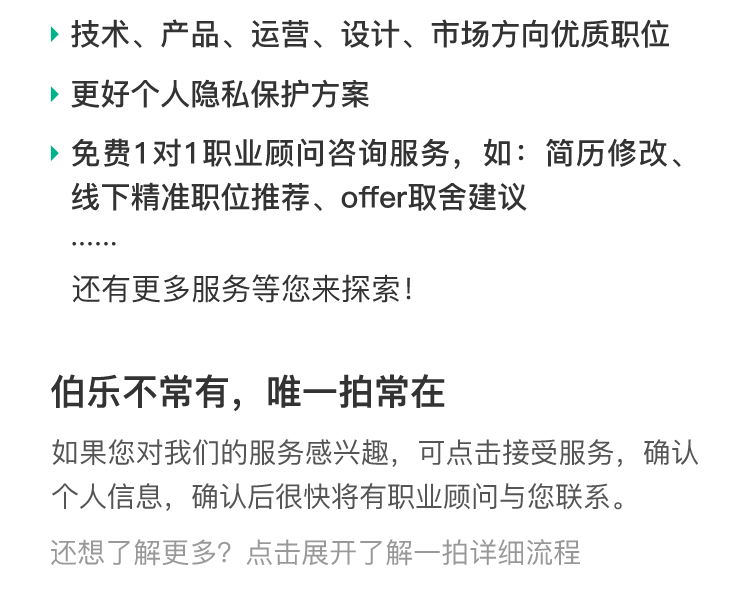 技术、产品、运营、设计、市场方向优质职位
更好个人隐私保护方案
免费1对1职业顾问咨询服务，如：简历修改、
线下精准职位推荐、offer取舍建议
······
还有更多服务等您来探索！
伯乐不常有，唯一拍常在
如果您对我们的服务感兴趣，可点击接受服务，确认
个人信息，确认后很快将有职业顾问与您联系。
还想了解更多？点击展开了解一拍详细流程